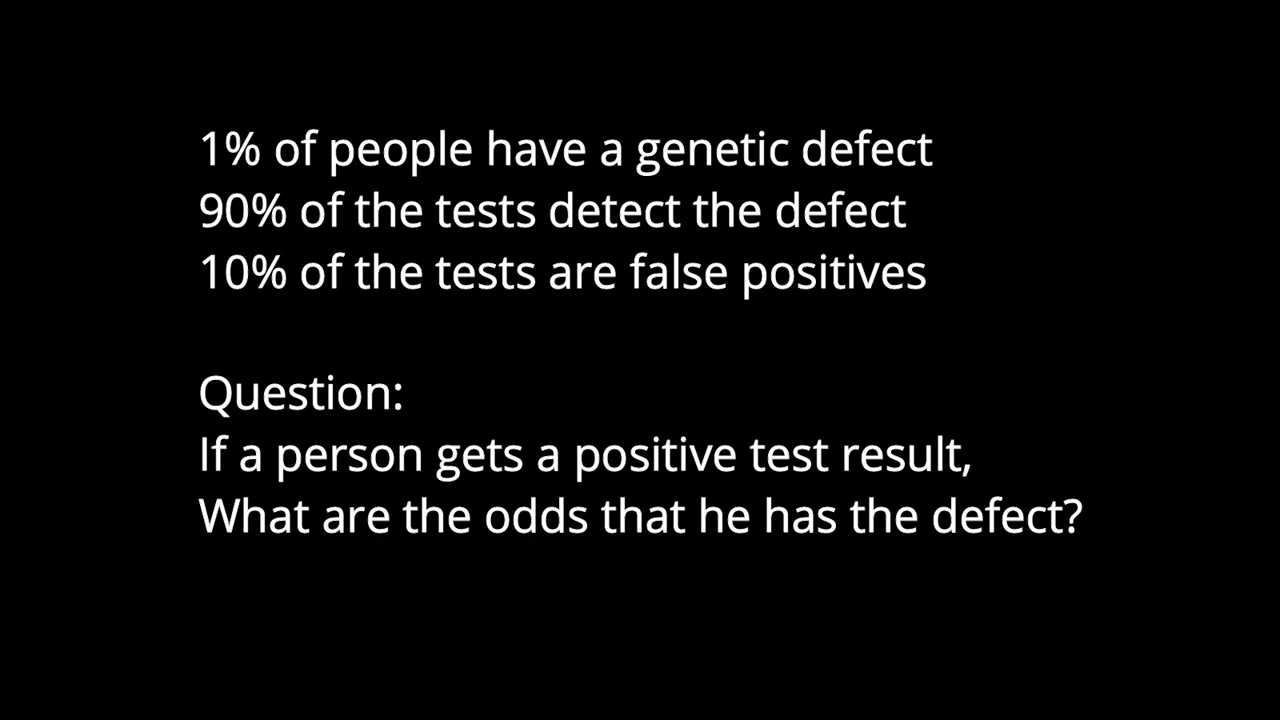 1% of people have a genetic defect
90% of the tests detect the defect
10% of the tests are false positives
Question:
If a person gets a positive test result,
What are the odds that he has the defect?